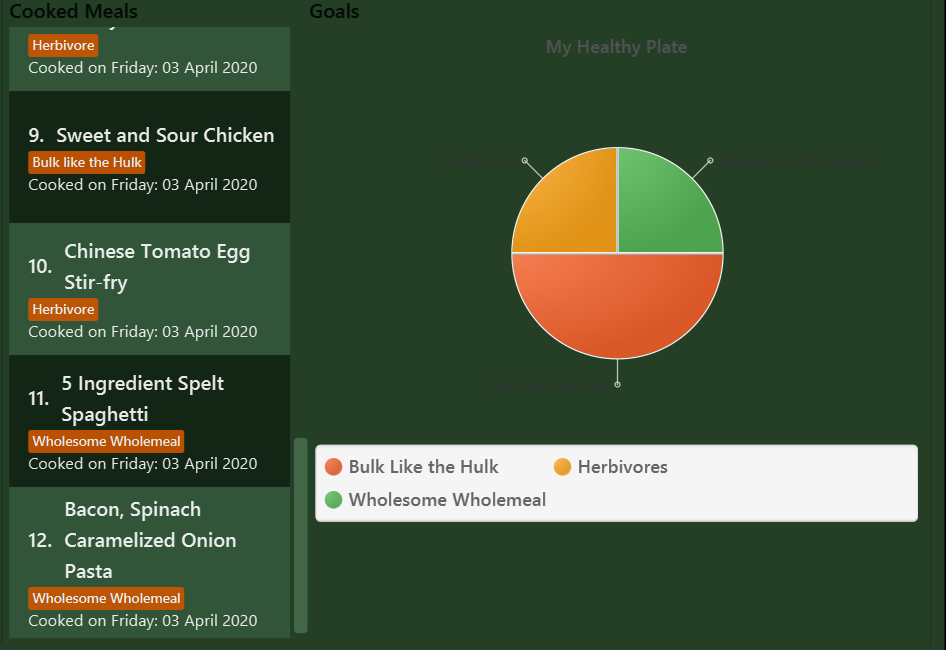 Cooked Meals
Goals
Herbivore
Cooked on Friday: 03 April 2020
9. Sweet and Sour Chicken
Bulk like the Hulk
Cooked on Friday: 03 April 2020
10. Chinese Tomato Egg
Stir-fry
Herbivore
Cooked on Friday: 03 April 2020
11. 5 Ingredient Spelt
Spaghetti
Wholesome Wholemeal
Cooked on Friday: 03 April 2020
12. Bacon, Spinach
Caramelized Onion
Pasta
Wholesome Wholemeal
Cooked on Friday: 03 April 2020
My Healthy Plate
Bulk Like the Hulk
Herbivores
Wholesome Wholemeal